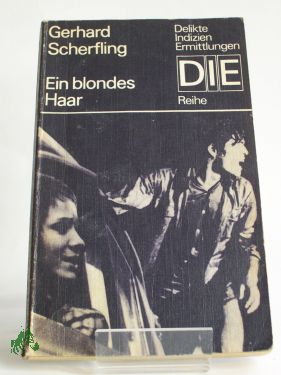 Gerhard
Scherfling
Ein blondes
Haar
Delikte
Indizien
Ermittlungen
DIE
Reihe